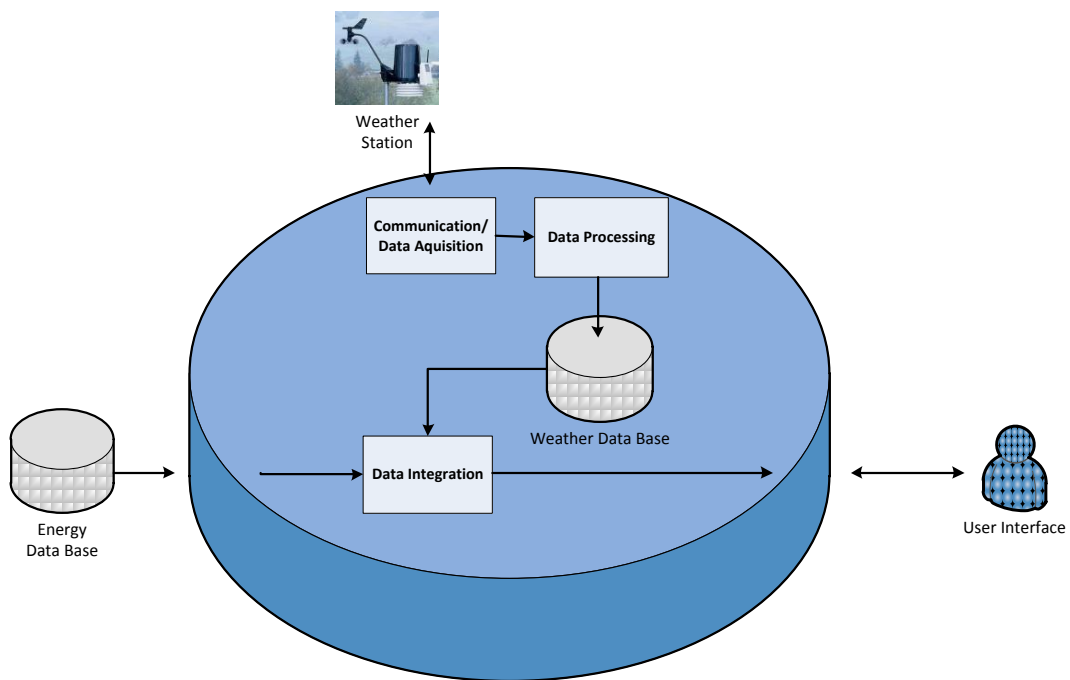 Weather
Station
Communication/
Data Aquisition
Data Processing
Weather Data Base
Data Integration
Energy
Data Base
User Interface